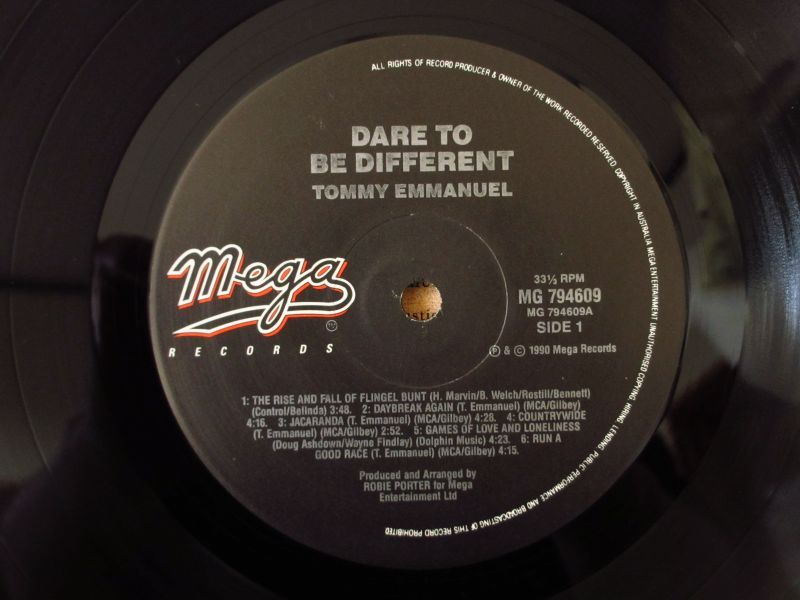 ALL RIGHTS OF RECORD PRODUCER & OWNER OF THE WORK RECORDED RESERVED. COPYRIGHT IN AUSTRALIA MEGA ENTERTAINMENT UNAUTHORISED COPYING, HIRING, LENDING, PUBLIC PERFORMANCE AND BROADCASTING OF THIS RECORD PROHIBITED
DARE TO
BE DIFFERENT
TOMMY EMMANUEL
Mega
RECORDS
33⅓ RPM
MG 794609
MG 794609A
SIDE 1
℗ & © 1990 Mega Records
1: THE RISE AND FALL OF FLINGEL BUNT (H. Marvin/B. Welch/Rostill/Bennett)
(Control/Belinda) 3:48. 2: DAYBREAK AGAIN (T. Emmanuel) (MCA/Gilbey)
4:16. 3: JACARANDA (T. Emmanuel) (MCA/Gilbey) 4:28. 4: COUNTRYWIDE
(T. Emmanuel) (MCA/Gilbey) 2:52. 5: GAMES OF LOVE AND LONELINESS
(Doug Ashdown/Wayne Findlay) (Dolphin Music) 4:23. 6: RUN A
GOOD RACE (T. Emmanuel) (MCA/Gilbey) 4:15.
Produced and Arranged by
ROBIE PORTER for Mega
Entertainment Ltd